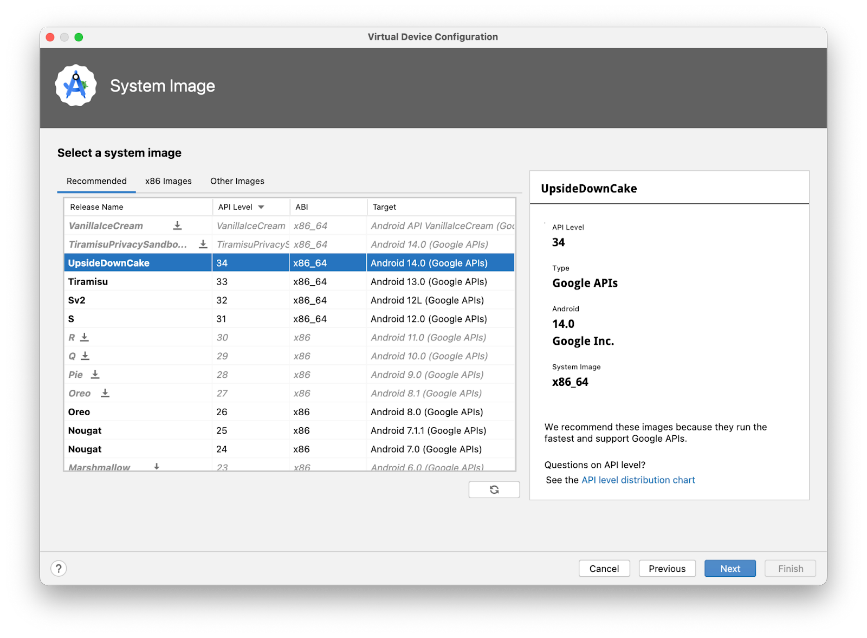 Virtual Device Configuration
System Image
Select a system image
Recommended x86 Images Other Images
Release Name API Level ABI Target
VanillaIceCream VanillaIceCream x86_64 Android API VanillaIceCream (Goo
TiramisuPrivacySandbo... TiramisuPrivacyS x86_64 Android 14.0 (Google APIs)
UpsideDownCake 34 x86_64 Android 14.0 (Google APIs)
Tiramisu 33 x86_64 Android 13.0 (Google APIs)
Sv2 32 x86_64 Android 12L (Google APIs)
S 31 x86_64 Android 12.0 (Google APIs)
R 30 x86 Android 11.0 (Google APIs)
Q 29 x86 Android 10.0 (Google APIs)
Pie 28 x86 Android 9.0 (Google APIs)
Oreo 27 x86 Android 8.1 (Google APIs)
Oreo 26 x86 Android 8.0 (Google APIs)
Nougat 25 x86 Android 7.1.1 (Google APIs)
Nougat 24 x86 Android 7.0 (Google APIs)
Marshmallow 23 x86 Android 6.0 (Google APIs)
UpsideDownCake
API Level
34
Type
Google APIs
Android
14.0
Google Inc.
System Image
x86_64
We recommend these images because they run the
fastest and support Google APIs.
Questions on API level?
See the API level distribution chart
? Cancel Previous Next Finish